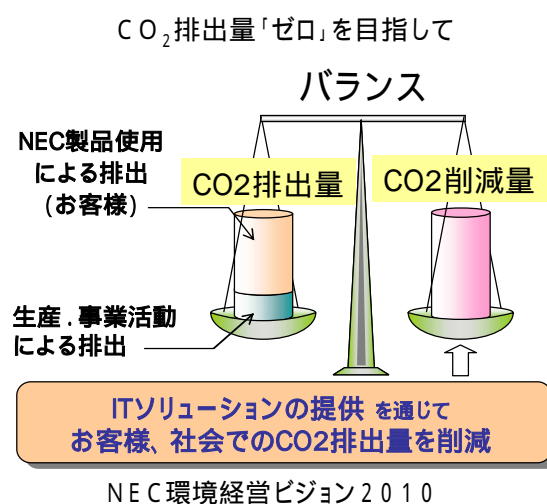 CO₂排出量「ゼロ」を目指して
バランス
NEC製品使用
による排出
(お客様)
CO2排出量
CO2削減量
生産．事業活動
による排出
ITソリューションの提供 を通じて
お客様、社会でのCO2排出量を削減
NEC環境経営ビジョン2010